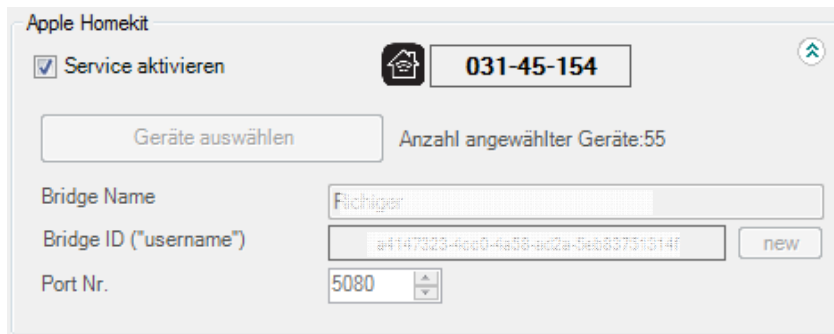 Apple Homekit
Service aktivieren
031-45-154
Geräte auswählen
Anzahl angewählter Geräte:55
Bridge Name
Richiger
Bridge ID ("username")
new
Port Nr.
5080